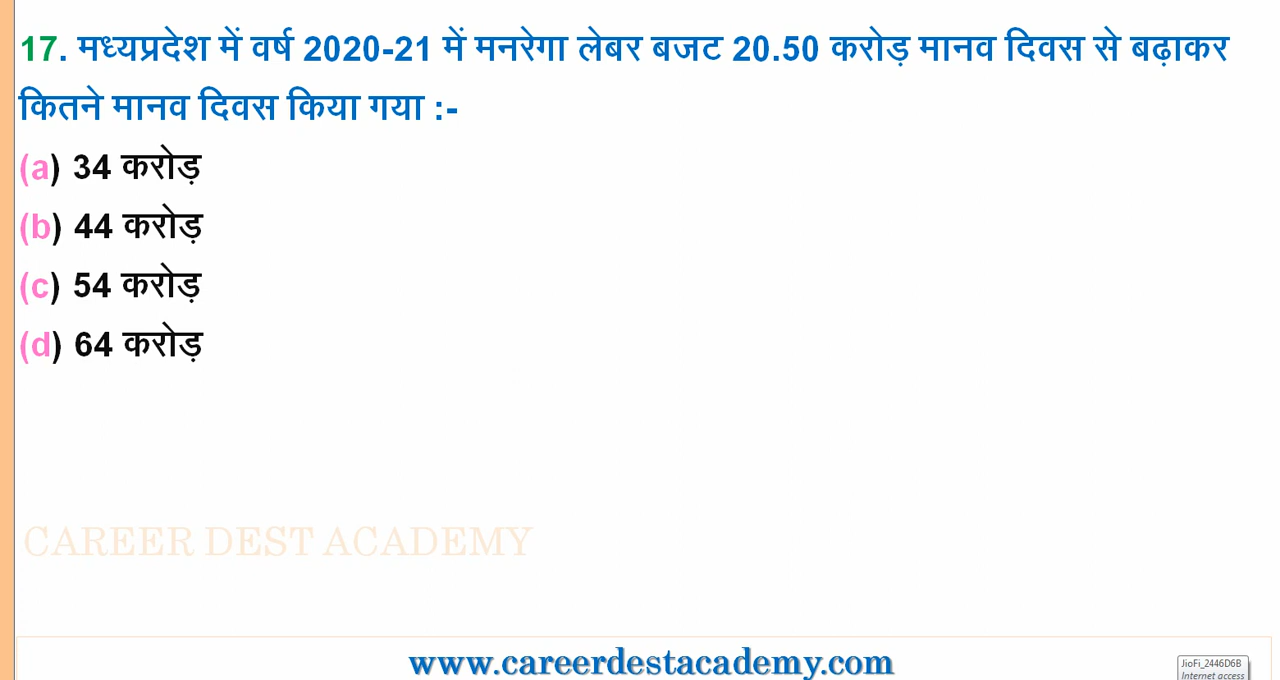 17. मध्यप्रदेश में वर्ष 2020-21 में मनरेगा लेबर बजट 20.50 करोड़ मानव दिवस से बढ़ाकर
कितने मानव दिवस किया गया :-
(a) 34 करोड़
(b) 44 करोड़
(c) 54 करोड़
(d) 64 करोड़
CAREER DEST ACADEMY
www.careerdestacademy.com
JioFi_2446D6B
Internet access